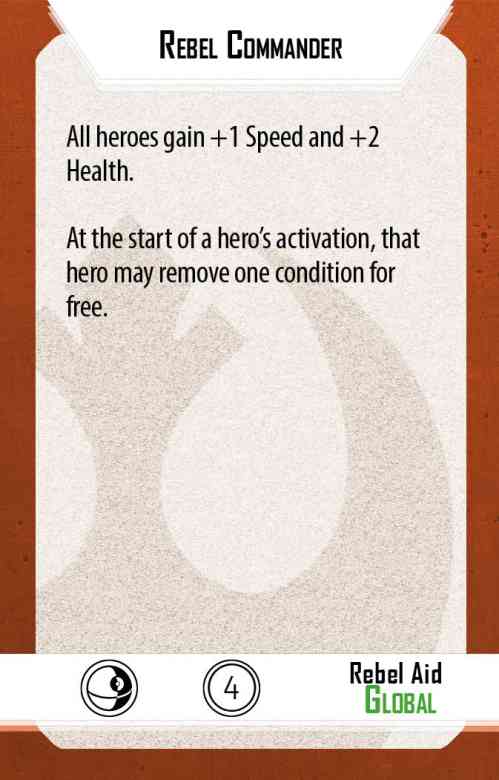 Rebel Commander
All heroes gain +1 Speed and +2
Health.
At the start of a hero’s activation, that
hero may remove one condition for
free.
4
Rebel Aid
Global